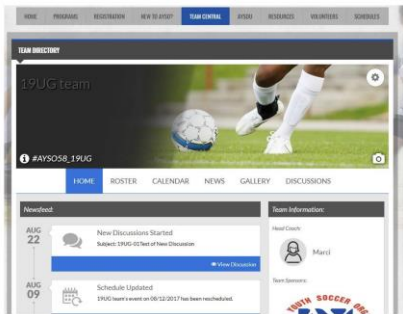 HOME PROGRAMS REGISTRATION NEW TO AYSO? TEAM CENTRAL AYSOU RESOURCES VOLUNTEERS SCHEDULES
TEAM DIRECTORY
19UG team
#AYSO58_19UG
HOME ROSTER CALENDAR NEWS GALLERY DISCUSSIONS
Newsfeed:
AUG
22
New Discussions Started
Subject: 19UG-01Test of New Discussion
View Discussion
AUG
09
Schedule Updated
19UG team's event on 08/12/2017 has been rescheduled.
Team Information:
Head Coach:
Marci
Team Sponsors:
YOUTH SOCCER ORG